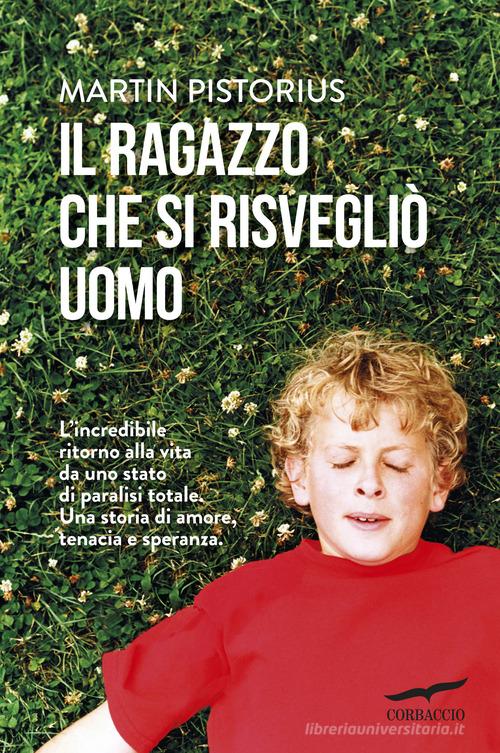 MARTIN PISTORIUS
IL RAGAZZO
CHE SI RISVEGLIÒ
UOMO
L'incredibile
ritorno alla vita
da uno stato
di paralisi totale.
Una storia di amore,
tenacia e speranza.
CORBACCIO
libreriauniversitaria.it